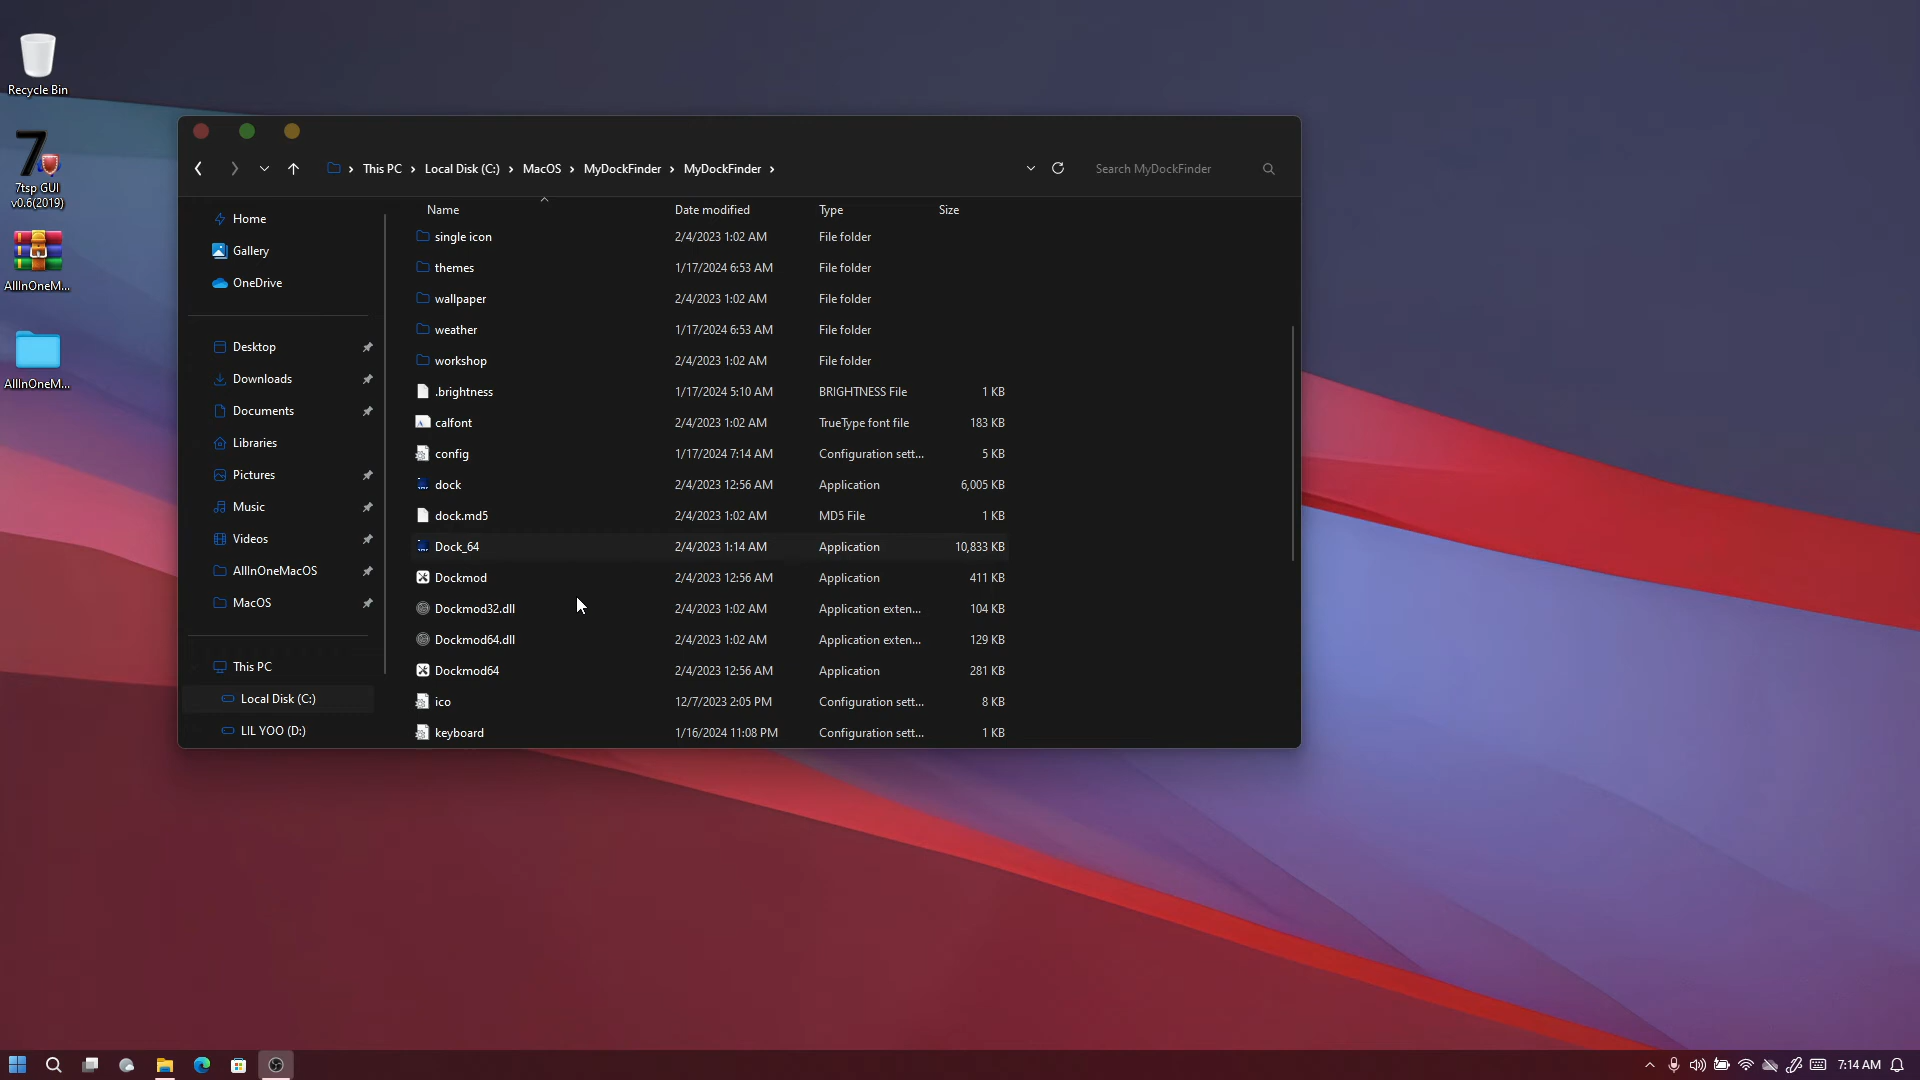 Recycle Bin
7tsp GUI
v0.6(2019)
AllInOneM...
AllInOneM...
This PC
Local Disk (C:)
MacOS
MyDockFinder
MyDockFinder
Search MyDockFinder
Home
Gallery
OneDrive
Desktop
Downloads
Documents
Libraries
Pictures
Music
Videos
AllInOneMacOS
MacOS
This PC
Local Disk (C:)
LIL YOO (D:)
Name Date modified Type Size
single icon 2/4/2023 1:02 AM File folder
themes 1/17/2024 6:53 AM File folder
wallpaper 2/4/2023 1:02 AM File folder
weather 1/17/2024 6:53 AM File folder
workshop 2/4/2023 1:02 AM File folder
.brightness 1/17/2024 5:10 AM BRIGHTNESS File 1 KB
calfont 2/4/2023 1:02 AM TrueType font file 183 KB
config 1/17/2024 7:14 AM Configuration sett... 5 KB
dock 2/4/2023 12:56 AM Application 6,005 KB
dock.md5 2/4/2023 1:02 AM MD5 File 1 KB
Dock_64 2/4/2023 1:14 AM Application 10,833 KB
Dockmod 2/4/2023 12:56 AM Application 411 KB
Dockmod32.dll 2/4/2023 1:02 AM Application exten... 104 KB
Dockmod64.dll 2/4/2023 1:02 AM Application exten... 129 KB
Dockmod64 2/4/2023 12:56 AM Application 281 KB
ico 12/7/2023 2:05 PM Configuration sett... 8 KB
keyboard 1/16/2024 11:08 PM Configuration sett... 1 KB
7:14 AM